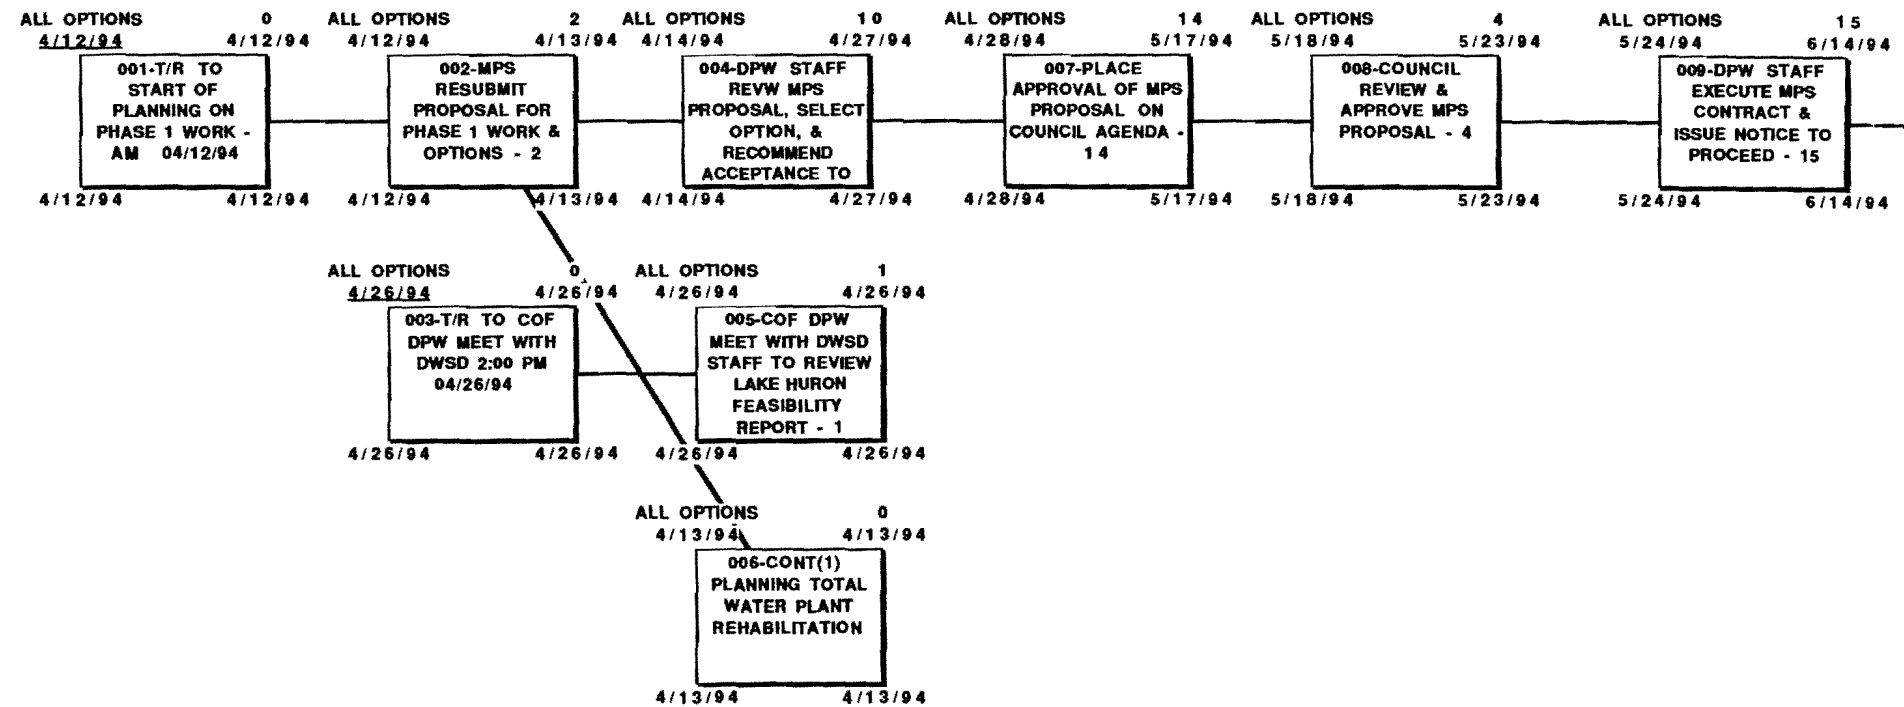 ALL OPTIONS 0
4/12/94 4/12/94
001-T/R TO
START OF
PLANNING ON
PHASE 1 WORK -
AM 04/12/94
4/12/94 4/12/94
ALL OPTIONS 2
4/12/94 4/13/94
002-MPS
RESUBMIT
PROPOSAL FOR
PHASE 1 WORK &
OPTIONS - 2
4/12/94 4/13/94
ALL OPTIONS 10
4/14/94 4/27/94
004-DPW STAFF
REVW MPS
PROPOSAL, SELECT
OPTION, &
RECOMMEND
ACCEPTANCE TO
4/14/94 4/27/94
ALL OPTIONS 14
4/28/94 5/17/94
007-PLACE
APPROVAL OF MPS
PROPOSAL ON
COUNCIL AGENDA -
14
4/28/94 5/17/94
ALL OPTIONS 4
5/18/94 5/23/94
008-COUNCIL
REVIEW &
APPROVE MPS
PROPOSAL - 4
5/18/94 5/23/94
ALL OPTIONS 15
5/24/94 6/14/94
009-DPW STAFF
EXECUTE MPS
CONTRACT &
ISSUE NOTICE TO
PROCEED - 15
5/24/94 6/14/94
ALL OPTIONS 0
4/26/94 4/26/94
003-T/R TO COF
DPW MEET WITH
DWSD 2:00 PM
04/26/94
4/26/94 4/26/94
ALL OPTIONS 1
4/26/94 4/26/94
005-COF DPW
MEET WITH DWSD
STAFF TO REVIEW
LAKE HURON
FEASIBILITY
REPORT - 1
4/26/94 4/26/94
ALL OPTIONS 0
4/13/94 4/13/94
006-CONT(1)
PLANNING TOTAL
WATER PLANT
REHABILITATION
4/13/94 4/13/94